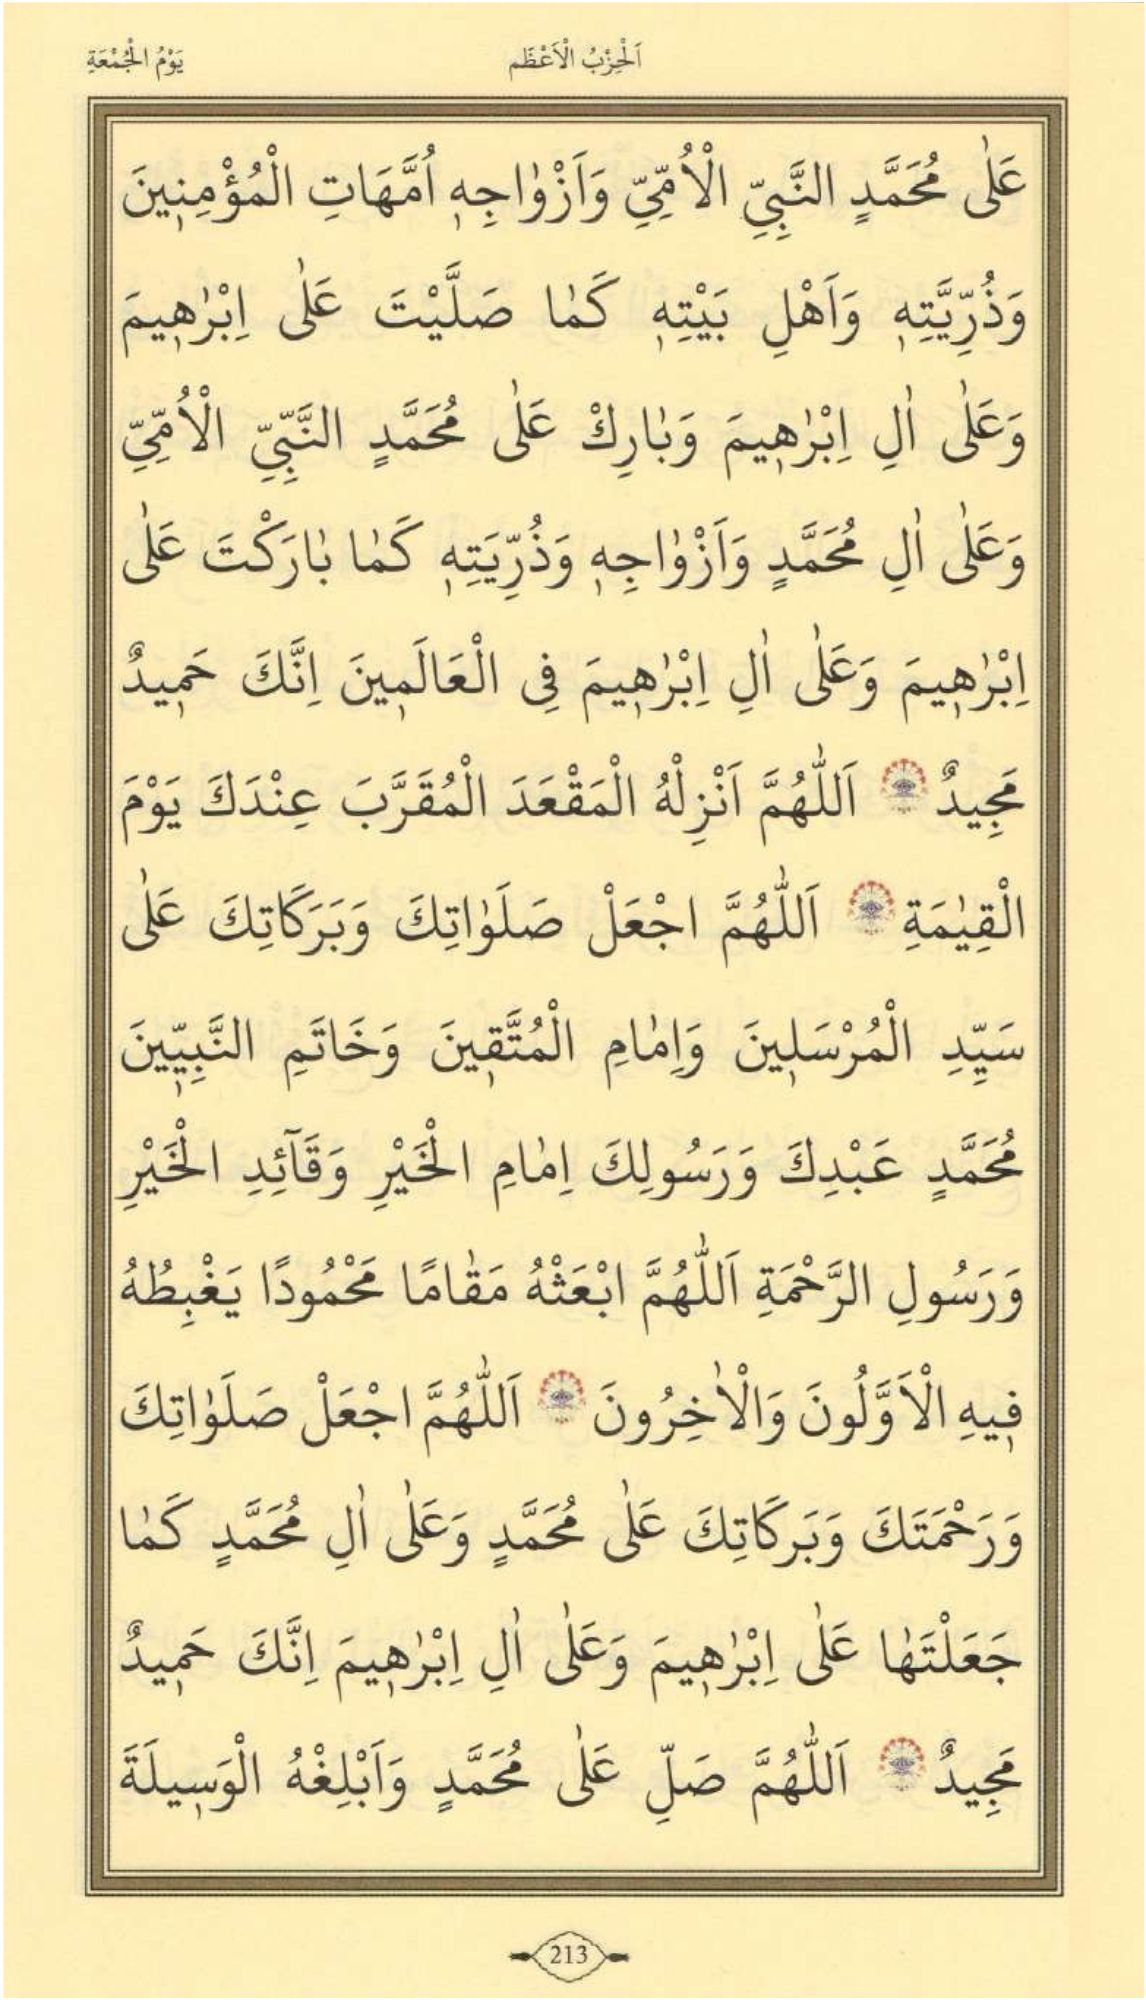 اَلْحِزْبُ الْاَعْظَم
يَوْمُ الْجُمُعَةِ
عَلٰى مُحَمَّدٍ النَّبِيِّ الْاُمِّيِّ وَاَزْوٰاجِهٖ اُمَّهَاتِ الْمُؤْمِنٖينَ
وَذُرِّيَّتِهٖ وَاَهْلِ بَيْتِهٖ كَمٰا صَلَّيْتَ عَلٰى اِبْرٰهٖيمَ
وَعَلٰى اٰلِ اِبْرٰهٖيمَ وَبٰارِكْ عَلٰى مُحَمَّدٍ النَّبِّيِ الْاُمِّيِّ
وَعَلٰى اٰلِ مُحَمَّدٍ وَاَزْوٰاجِهٖ وَذُرِّيَتِهٖ كَمٰا بٰارَكْتَ عَلٰى
اِبْرٰهٖيمَ وَعَلٰى اٰلِ اِبْرٰهٖيمَ فِى الْعَالَمٖينَ اِنَّكَ حَمٖيدٌ
مَجِيدٌ ۝ اَللّٰهُمَّ اَنْزِلْهُ الْمَقْعَدَ الْمُقَرَّبَ عِنْدَكَ يَوْمَ
الْقِيٰمَةِ ۝ اَللّٰهُمَّ اجْعَلْ صَلَوٰاتِكَ وَبَرَكَاتِكَ عَلٰى
سَيِّدِ الْمُرْسَلٖينَ وَاِمٰامِ الْمُتَّقٖينَ وَخَاتَمِ النَّبِيّٖينَ
مُحَمَّدٍ عَبْدِكَ وَرَسُولِكَ اِمٰامِ الْخَيْرِ وَقَآئِدِ الْخَيْرِ
وَرَسُولِ الرَّحْمَةِ اَللّٰهُمَّ ابْعَثْهُ مَقٰامًا مَحْمُودًا يَغْبِطُهُ
فٖيهِ الْاَوَّلُونَ وَالْاٰخِرُونَ ۝ اَللّٰهُمَّ اجْعَلْ صَلَوٰاتِكَ
وَرَحْمَتَكَ وَبَرَكَاتِكَ عَلٰى مُحَمَّدٍ وَعَلٰى اٰلِ مُحَمَّدٍ كَمٰا
جَعَلْتَهٰا عَلٰى اِبْرٰهٖيمَ وَعَلٰى اٰلِ اِبْرٰهٖيمَ اِنَّكَ حَمٖيدٌ
مَجِيدٌ ۝ اَللّٰهُمَّ صَلِّ عَلٰى مُحَمَّدٍ وَاَبْلِغْهُ الْوَسٖيلَةَ
213